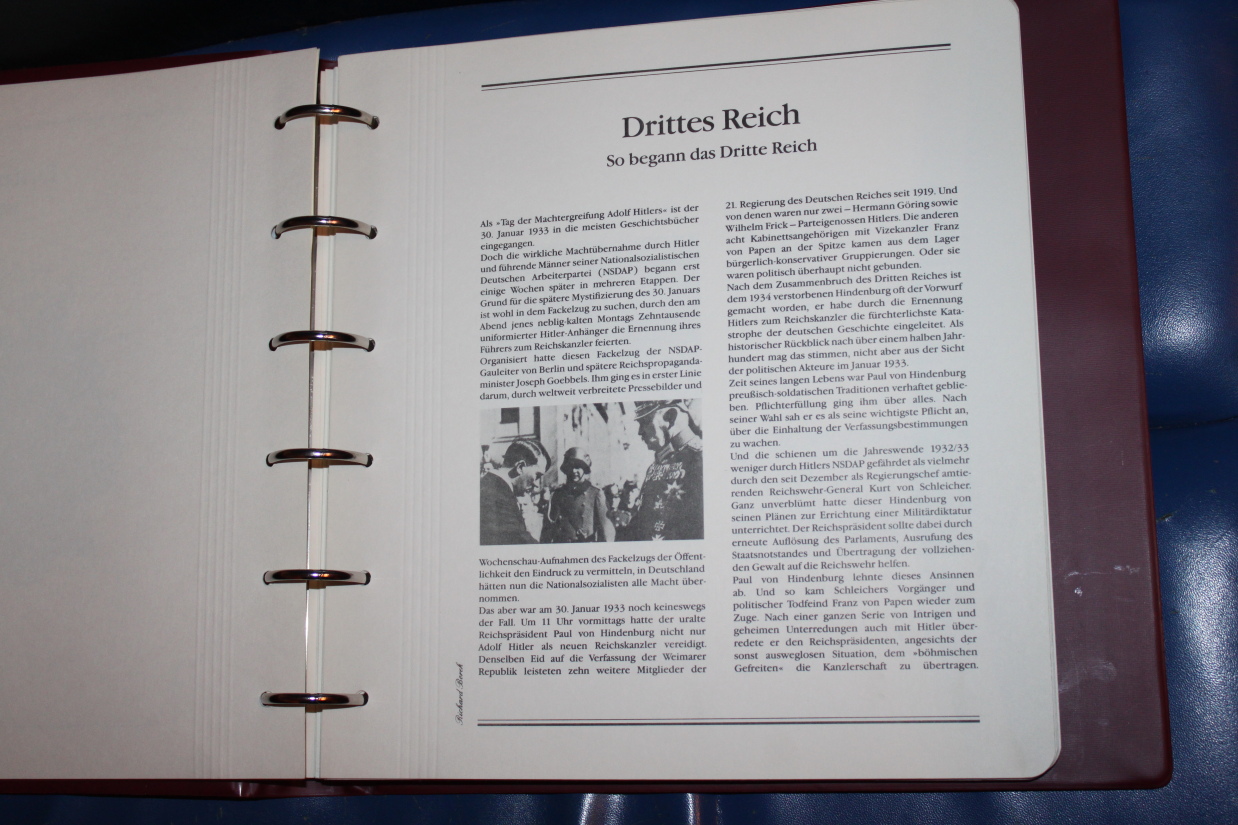 Drittes Reich
So begann das Dritte Reich
Als »Tag der Machtergreifung Adolf Hitlers« ist der
30. Januar 1933 in die meisten Geschichtsbücher
eingegangen.
Doch die wirkliche Machtübernahme durch Hitler
und führende Männer seiner Nationalsozialistischen
Deutschen Arbeiterpartei (NSDAP) begann erst
einige Wochen später in mehreren Etappen. Der
Grund für die spätere Mystifizierung des 30. Januars
ist wohl in dem Fackelzug zu suchen, durch den am
Abend jenes neblig-kalten Montags Zehntausende
uniformierter Hitler-Anhänger die Ernennung ihres
Führers zum Reichskanzler feierten.
Organisiert hatte diesen Fackelzug der NSDAP-
Gauleiter von Berlin und spätere Reichspropaganda-
minister Joseph Goebbels. Ihm ging es in erster Linie
darum, durch weltweit verbreitete Pressebilder und
Wochenschau-Aufnahmen des Fackelzugs der Öffent-
lichkeit den Eindruck zu vermitteln, in Deutschland
hätten nun die Nationalsozialisten alle Macht über-
nommen.
Das aber war am 30. Januar 1933 noch keineswegs
der Fall. Um 11 Uhr vormittags hatte der uralte
Reichspräsident Paul von Hindenburg nicht nur
Adolf Hitler als neuen Reichskanzler vereidigt.
Denselben Eid auf die Verfassung der Weimarer
Republik leisteten zehn weitere Mitglieder der
21. Regierung des Deutschen Reiches seit 1919. Und
von denen waren nur zwei – Hermann Göring sowie
Wilhelm Frick – Parteigenossen Hitlers. Die anderen
acht Kabinettsangehörigen mit Vizekanzler Franz
von Papen an der Spitze kamen aus dem Lager
bürgerlich-konservativer Gruppierungen. Oder sie
waren politisch überhaupt nicht gebunden.
Nach dem Zusammenbruch des Dritten Reiches ist
dem 1934 verstorbenen Hindenburg oft der Vorwurf
gemacht worden, er habe durch die Ernennung
Hitlers zum Reichskanzler die fürchterlichste Kata-
strophe der deutschen Geschichte eingeleitet. Als
historischer Rückblick nach über einem halben Jahr-
hundert mag das stimmen, nicht aber aus der Sicht
der politischen Akteure im Januar 1933.
Zeit seines langen Lebens war Paul von Hindenburg
preußisch-soldatischen Traditionen verhaftet geblie-
ben. Pflichterfüllung ging ihm über alles. Nach
seiner Wahl sah er es als seine wichtigste Pflicht an,
über die Einhaltung der Verfassungsbestimmungen
zu wachen.
Und die schienen um die Jahreswende 1932/33
weniger durch Hitlers NSDAP gefährdet als vielmehr
durch den seit Dezember als Regierungschef amtie-
renden Reichswehr-General Kurt von Schleicher.
Ganz unverblümt hatte dieser Hindenburg von
seinen Plänen zur Errichtung einer Militärdiktatur
unterrichtet. Der Reichspräsident sollte dabei durch
erneute Auflösung des Parlaments, Ausrufung des
Staatsnotstandes und Übertragung der vollziehen-
den Gewalt auf die Reichswehr helfen.
Paul von Hindenburg lehnte dieses Ansinnen
ab. Und so kam Schleichers Vorgänger und
politischer Todfeind Franz von Papen wieder zum
Zuge. Nach einer ganzen Serie von Intrigen und
geheimen Unterredungen auch mit Hitler über-
redete er den Reichspräsidenten, angesichts der
sonst ausweglosen Situation, dem »böhmischen
Gefreiten« die Kanzlerschaft zu übertragen.
Richard Borek